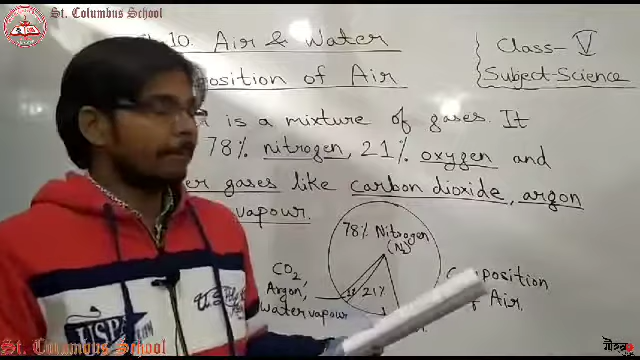 St. Columbus School
10. Air & Water
Class- V
position of Air
Subject-Science
is a mixture of gases. It
78% nitrogen, 21% oxygen and
gases like carbon dioxide, argon
vapour.
78% Nitrogen
(N₂)
CO₂
Argon,
Water vapour
1%
21%
Composition
of Air.
USPA
St. Columbus School